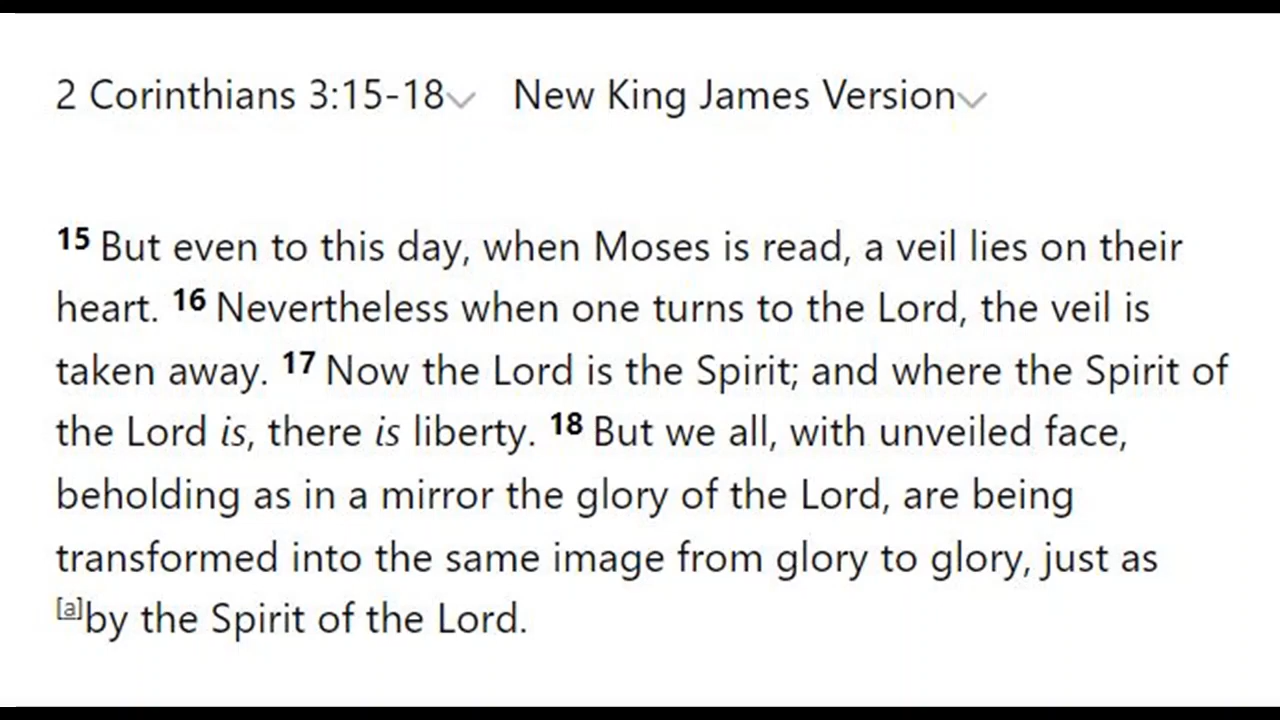 2 Corinthians 3:15-18 New King James Version
15 But even to this day, when Moses is read, a veil lies on their
heart. 16 Nevertheless when one turns to the Lord, the veil is
taken away. 17 Now the Lord is the Spirit; and where the Spirit of
the Lord is, there is liberty. 18 But we all, with unveiled face,
beholding as in a mirror the glory of the Lord, are being
transformed into the same image from glory to glory, just as
[a]by the Spirit of the Lord.